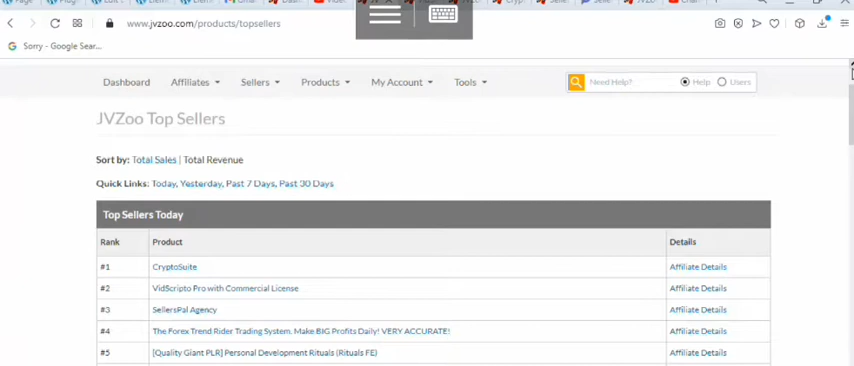 www.jvzoo.com/products/topsellers
Sorry - Google Sear...
Dashboard Affiliates Sellers Products My Account Tools Need Help? Help Users
JVZoo Top Sellers
Sort by: Total Sales | Total Revenue
Quick Links: Today, Yesterday, Past 7 Days, Past 30 Days
Top Sellers Today
Rank Product Details
#1 CryptoSuite Affiliate Details
#2 VidScripto Pro with Commercial License Affiliate Details
#3 SellersPal Agency Affiliate Details
#4 The Forex Trend Rider Trading System. Make BIG Profits Daily! VERY ACCURATE! Affiliate Details
#5 [Quality Giant PLR] Personal Development Rituals (Rituals FE) Affiliate Details